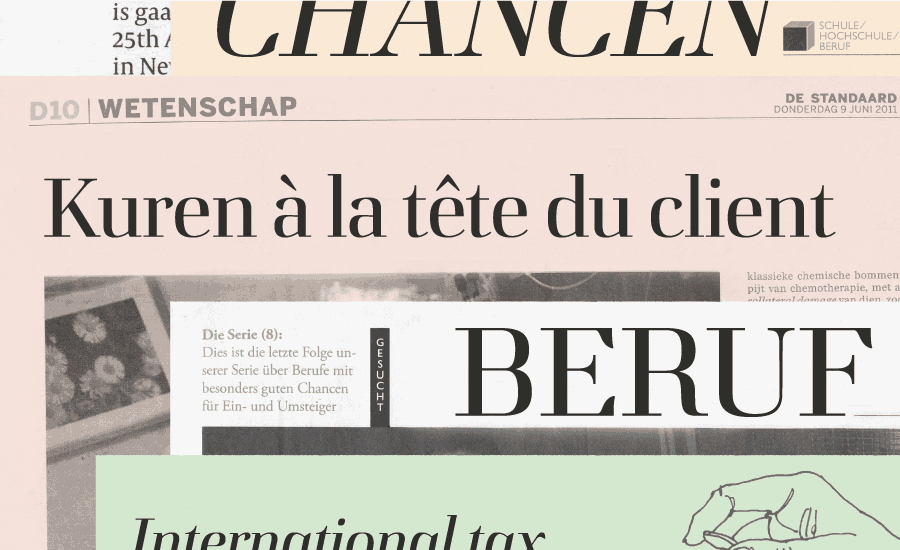 is gaa
25th A
in Nev
CHANCEN
SCHULE/
HOCHSCHULE/
BERUF
D10 | WETENSCHAP
DE STANDAARD
DONDERDAG 9 JUNI 2011
Kuren à la tête du client
klassieke chemische bommen
pijt van chemotherapie, met a
collateral damage van dien, zoa
Die Serie (8):
Dies ist die letzte Folge un-
serer Serie über Berufe mit
besonders guten Chancen
für Ein- und Umsteiger
GESUCHT
BERUF
International tax